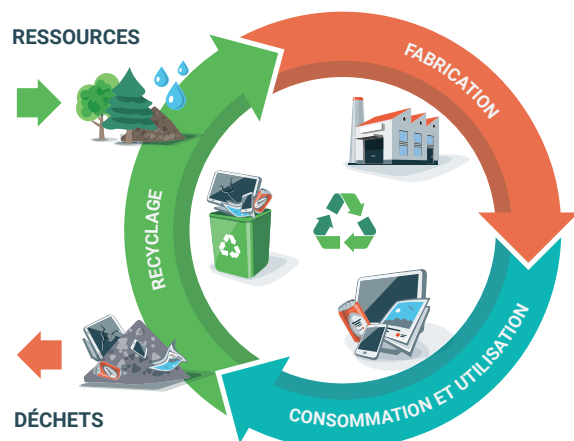 RESSOURCES
FABRICATION
RECYCLAGE
CONSOMMATION ET UTILISATION
DÉCHETS